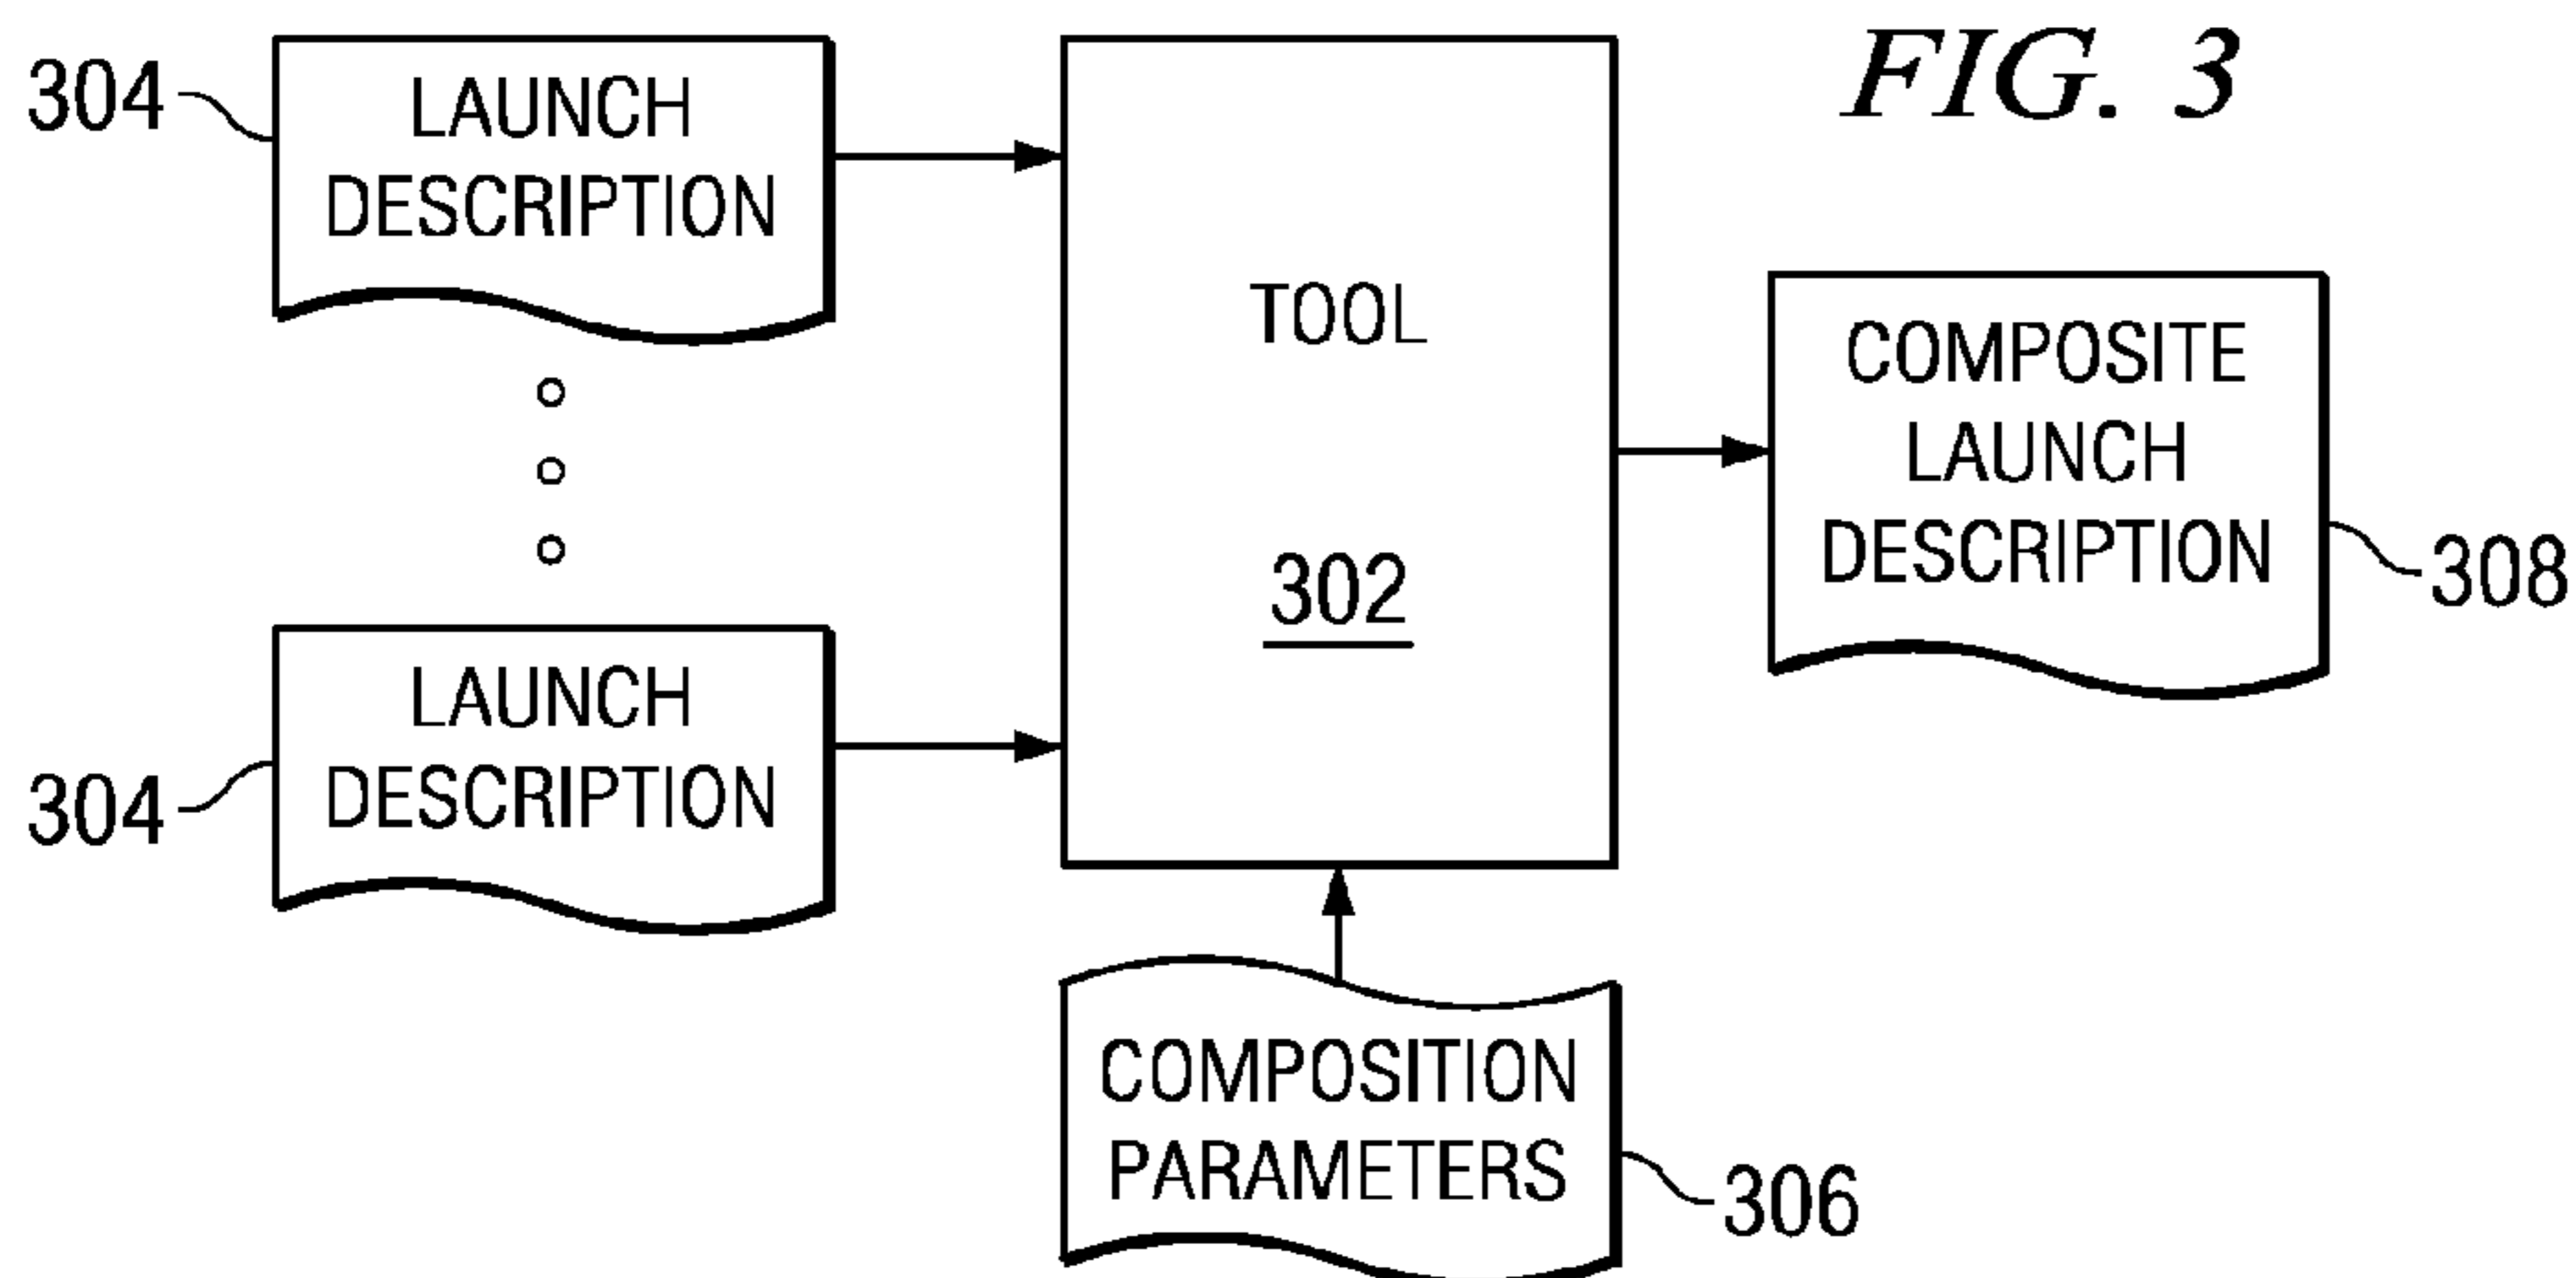 FIG. 3
304
LAUNCH
DESCRIPTION
TOOL
302
COMPOSITE
LAUNCH
DESCRIPTION
308
304
LAUNCH
DESCRIPTION
COMPOSITION
PARAMETERS
306